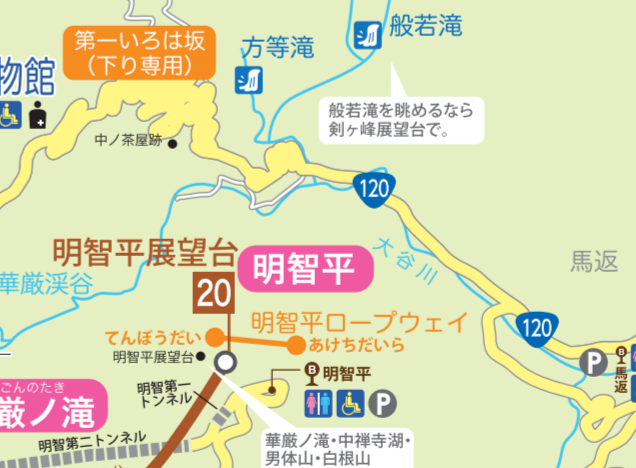 第一いろは坂
(下り専用)
方等滝
般若滝
物館
般若滝を眺めるなら
剣ヶ峰展望台で。
中ノ茶屋跡
120
明智平展望台
明智平
20
大谷川
馬返
華厳渓谷
てんぼうだい
明智平ロープウェイ
あけちだいら
明智平展望台
120
P
B
馬返
B 明智平
P
明智第一
トンネル
ごんのたき
厳ノ滝
明智第二トンネル
華厳ノ滝・中禅寺湖・
男体山・白根山